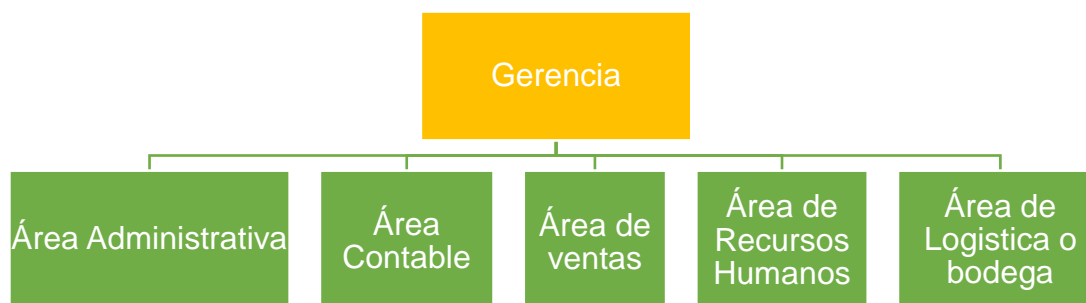 Gerencia
Área Administrativa
Área
Contable
Área de
ventas
Área de
Recursos
Humanos
Área de
Logistica o
bodega